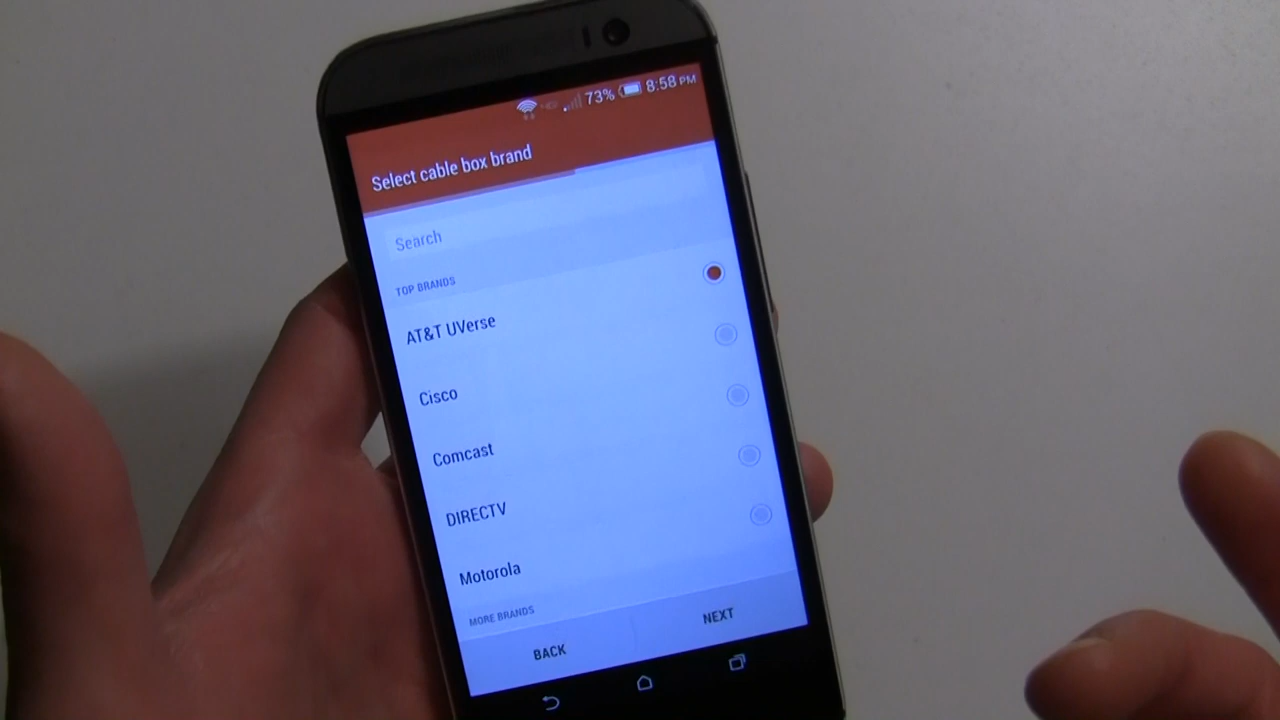 73% 8:58 PM
Select cable box brand
Search
TOP BRANDS
AT&T UVerse
Cisco
Comcast
DIRECTV
Motorola
MORE BRANDS
BACK NEXT